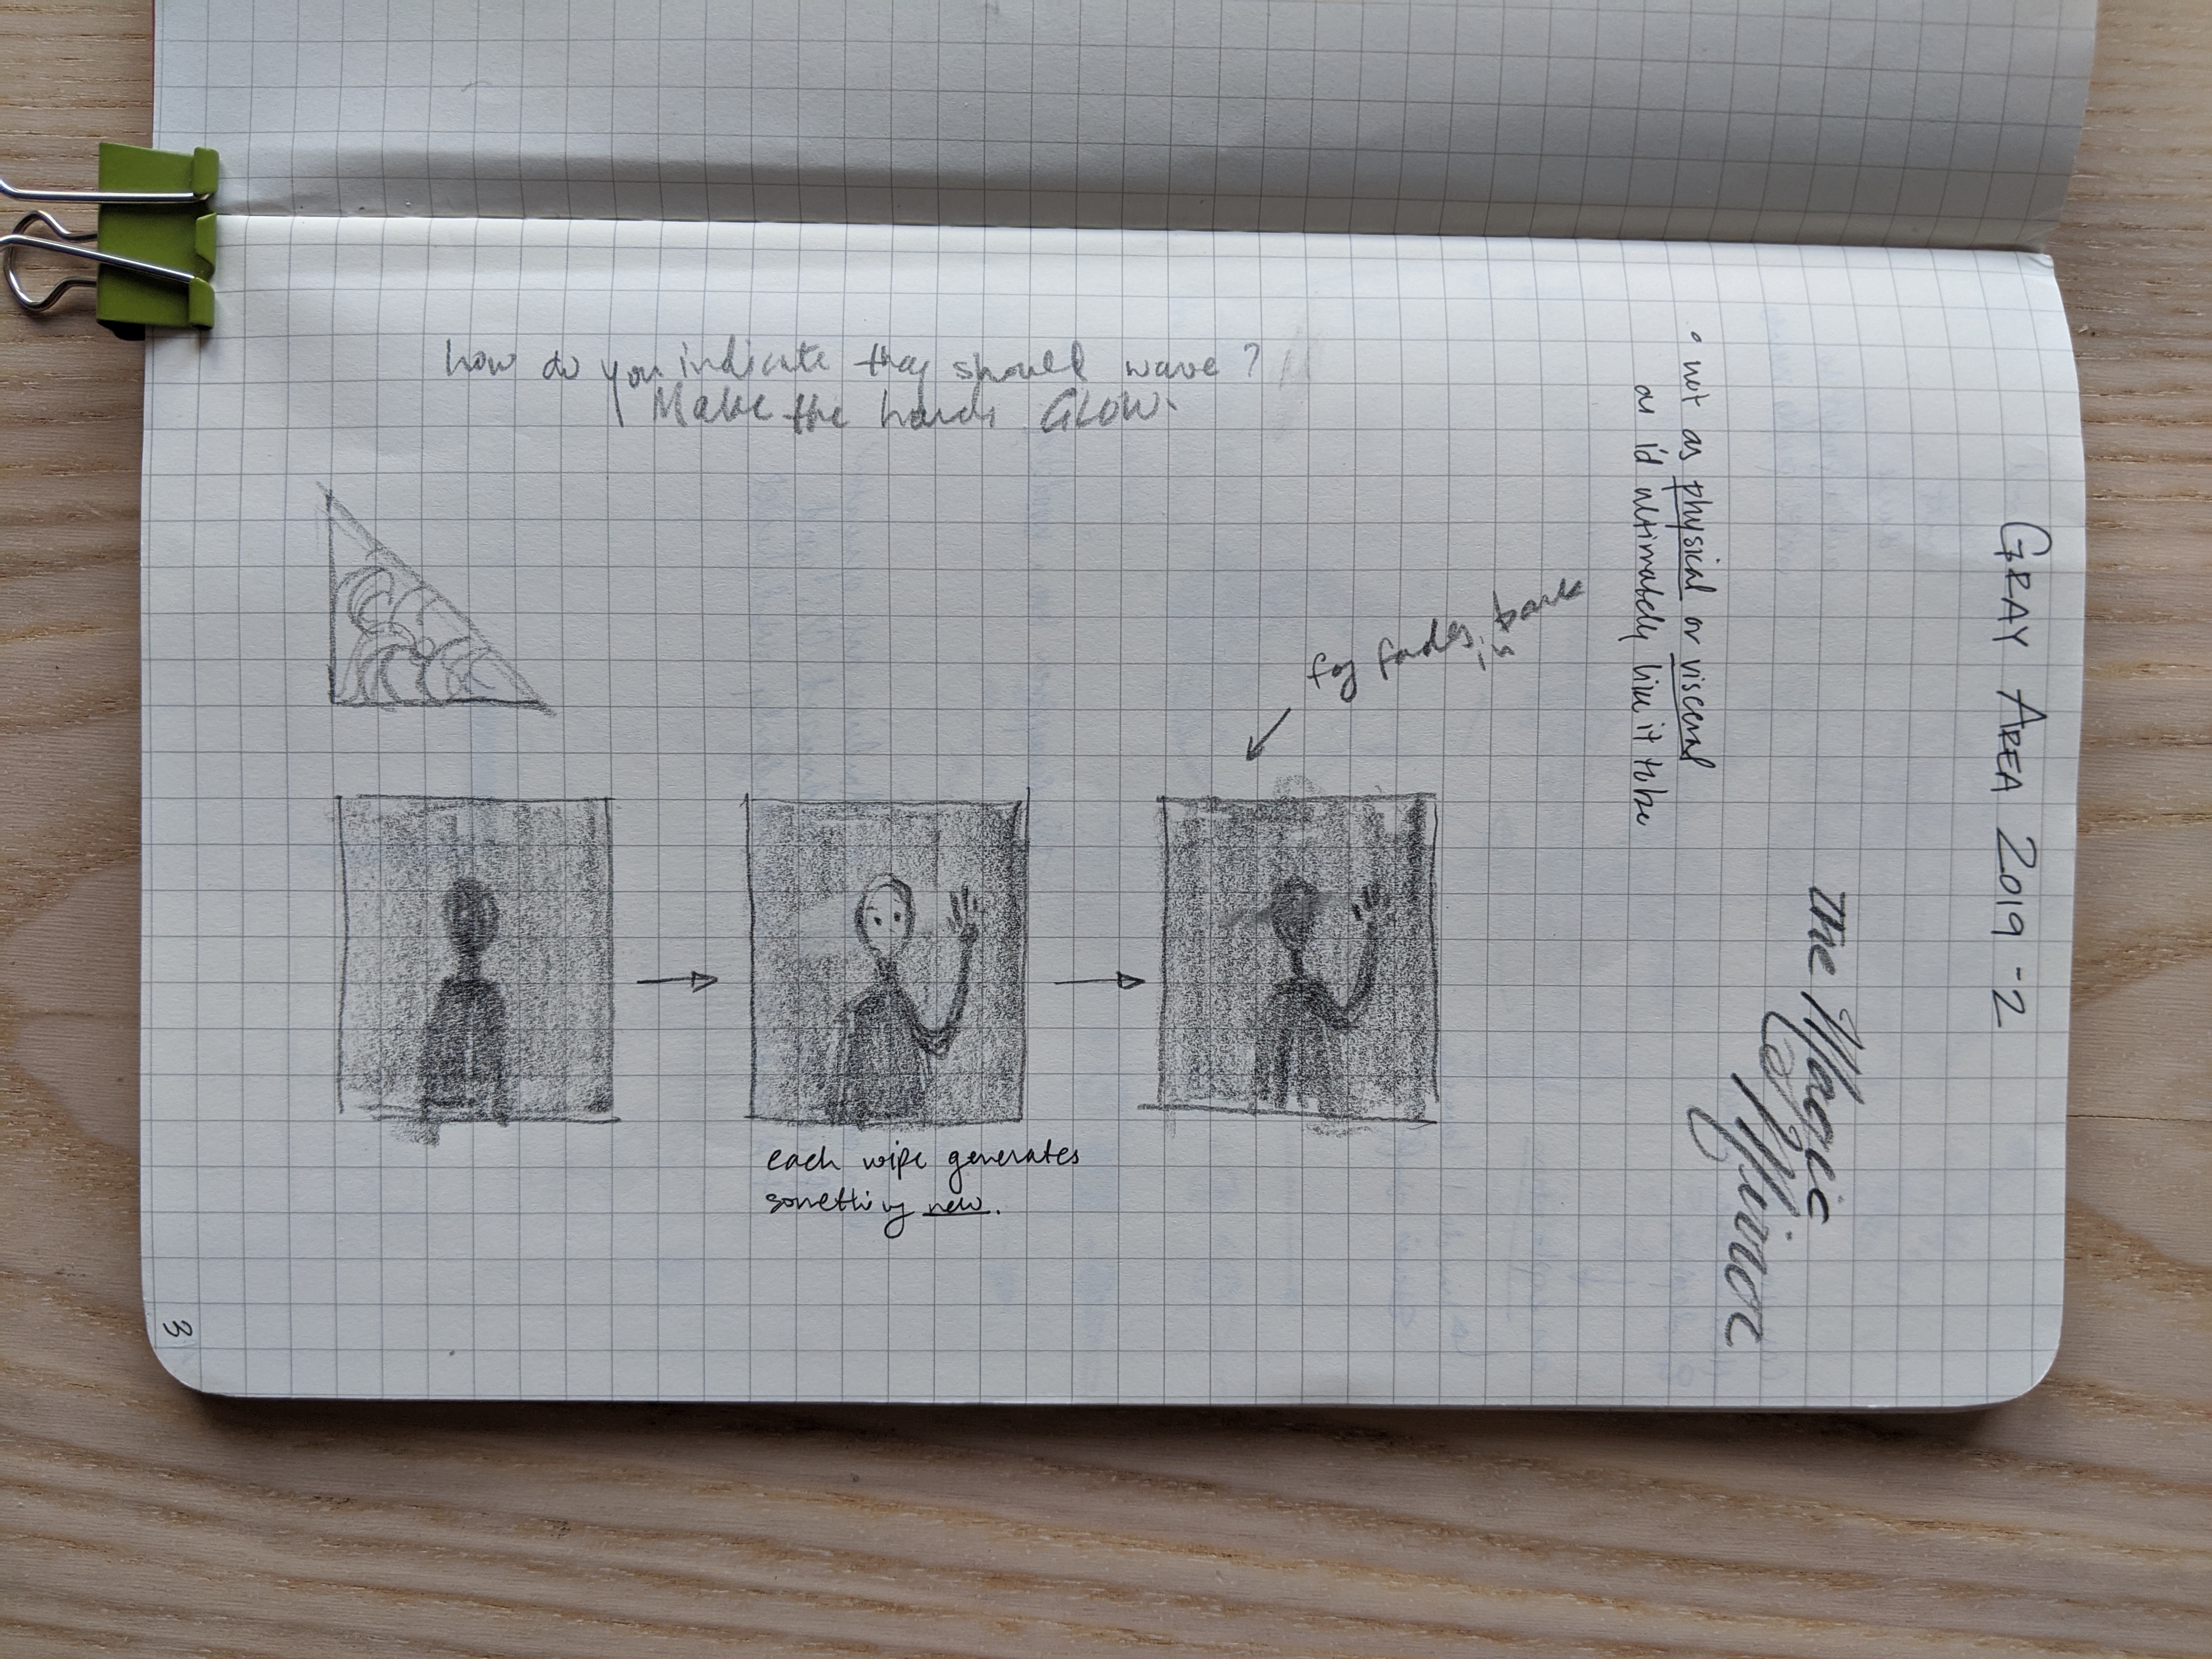 GRAY AREA 2019 -2
The Magic
Mirror
• not as physical or visceral
as i'd ultimately like it to be
how do you indicate they should wave?
Make the hands GLOW.
fog fades back
in
each wipe generates
something new.
3